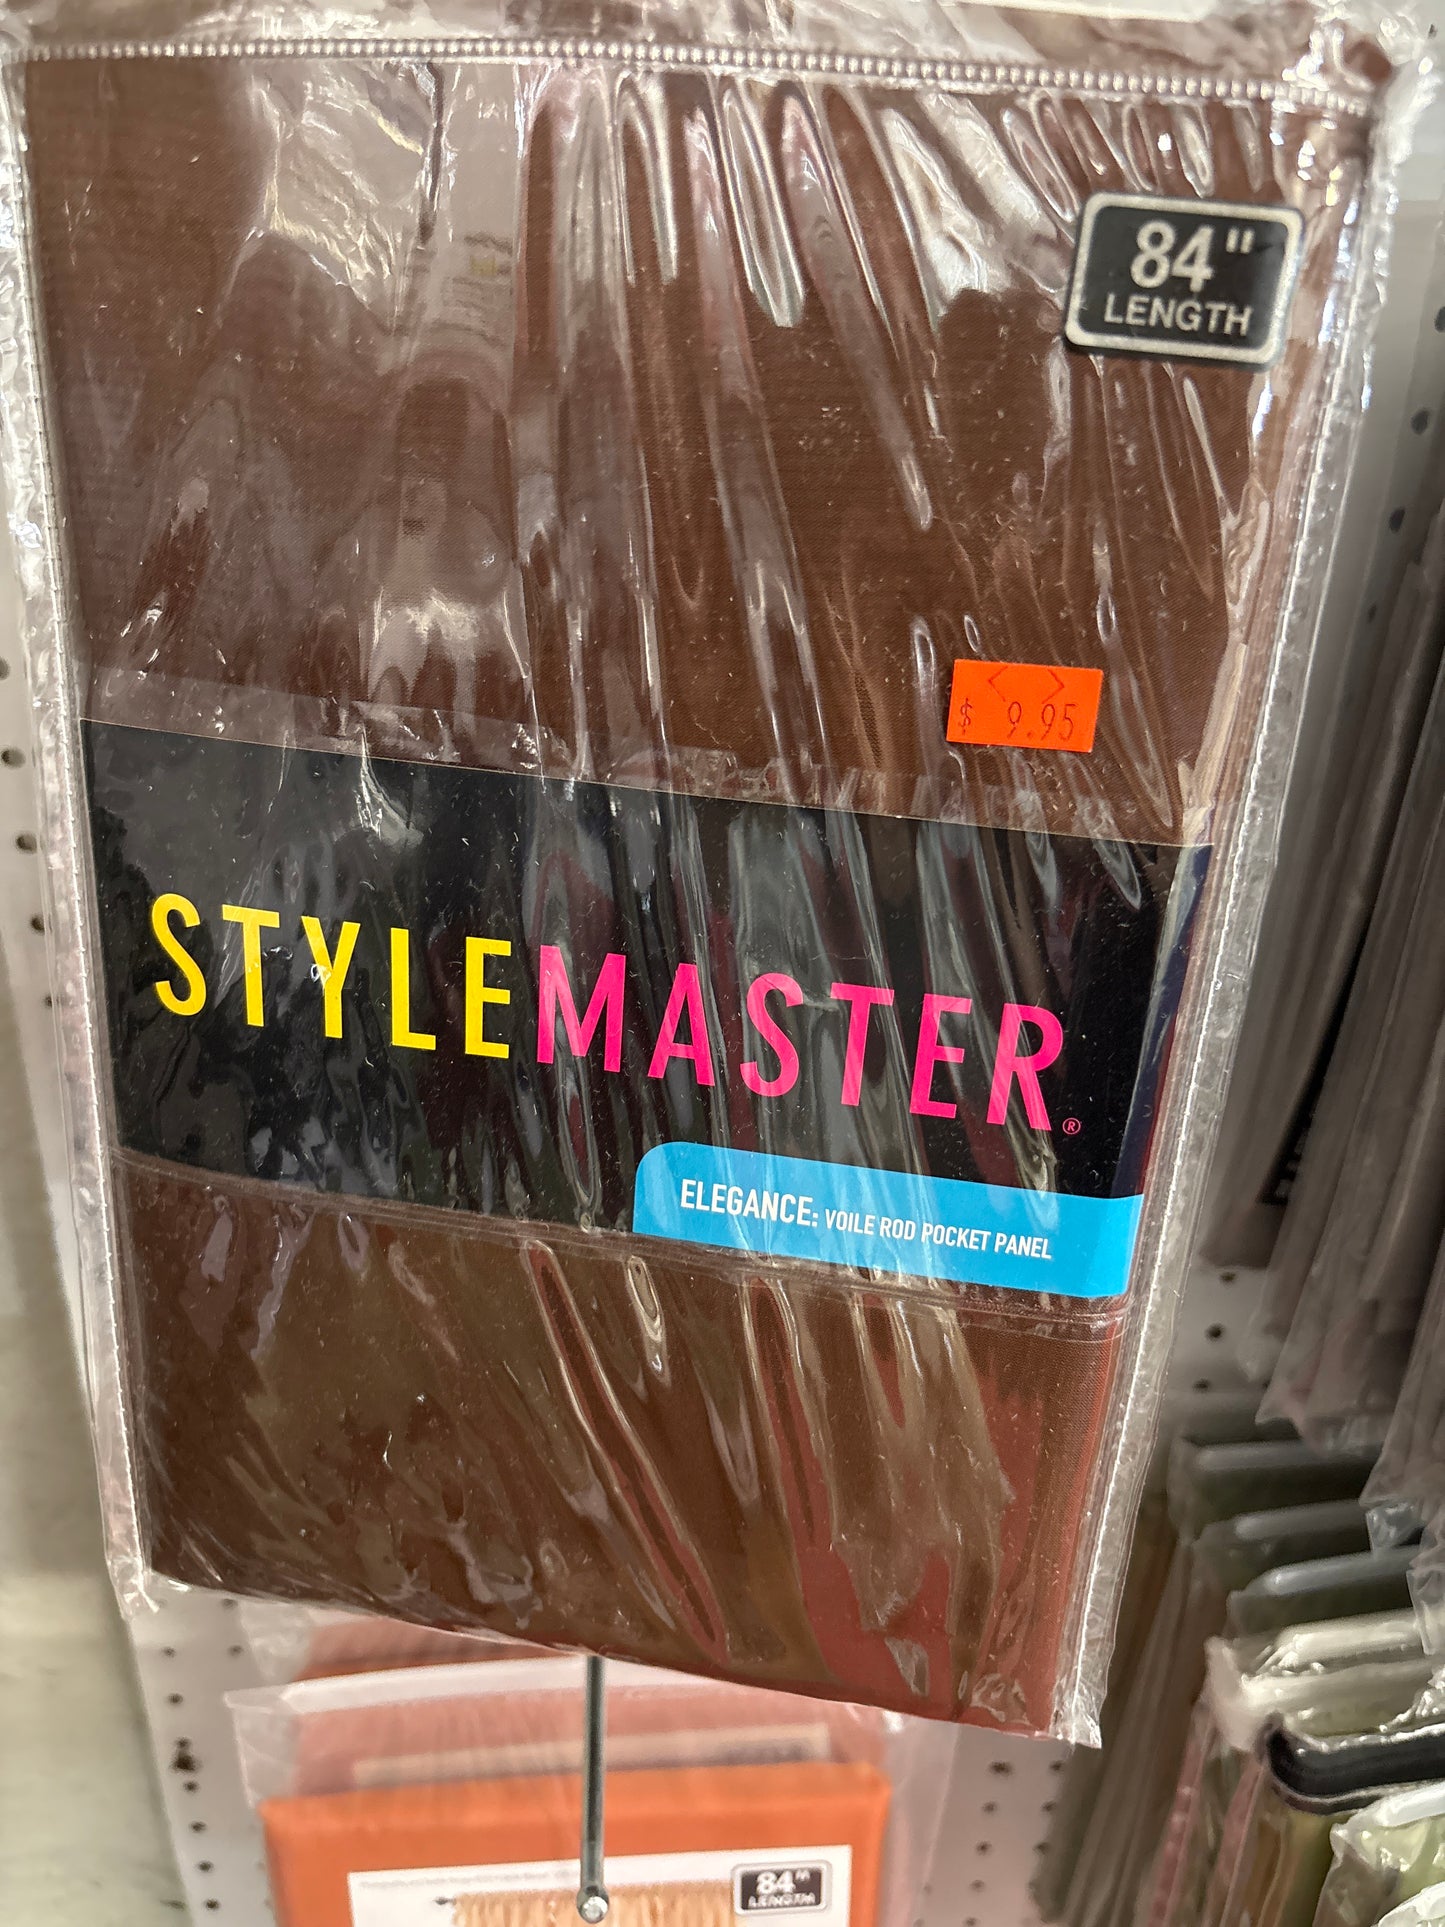 84"
LENGTH
$ 9.95
STYLEMASTER®
ELEGANCE: VOILE ROD POCKET PANEL
84"
LENGTH